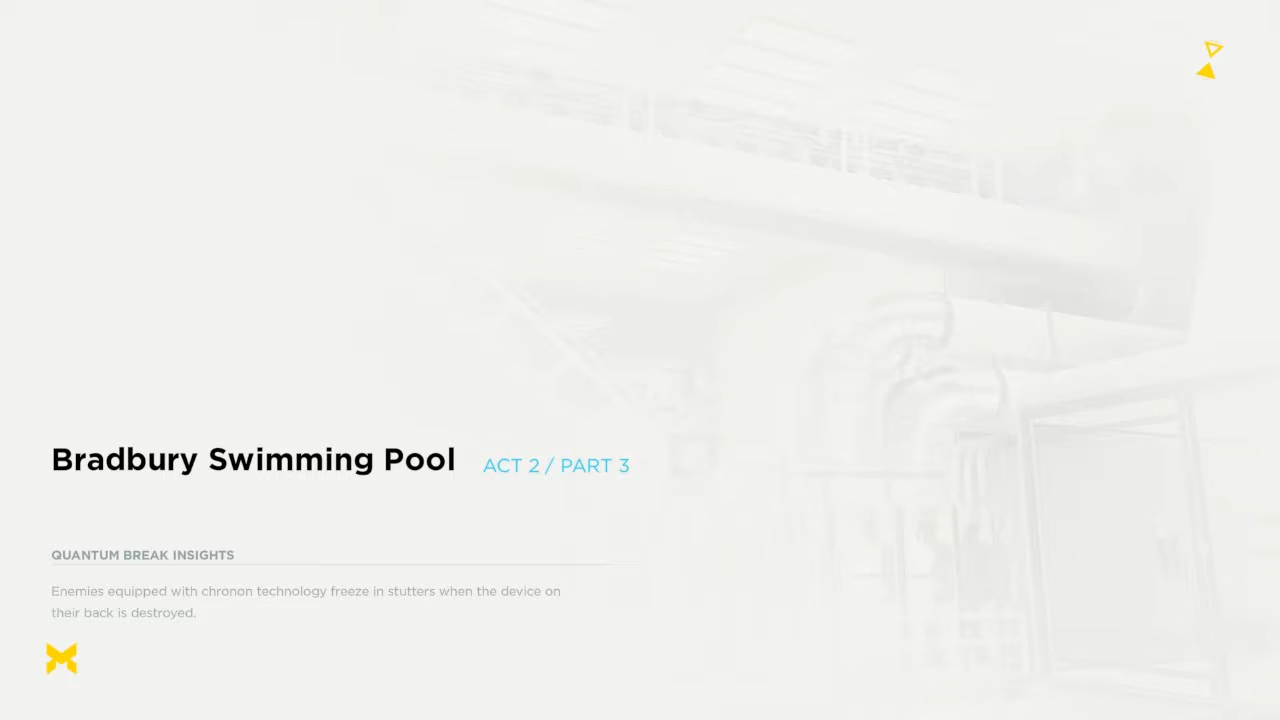 Bradbury Swimming Pool ACT 2 / PART 3
QUANTUM BREAK INSIGHTS
Enemies equipped with chronon technology freeze in stutters when the device on
their back is destroyed.